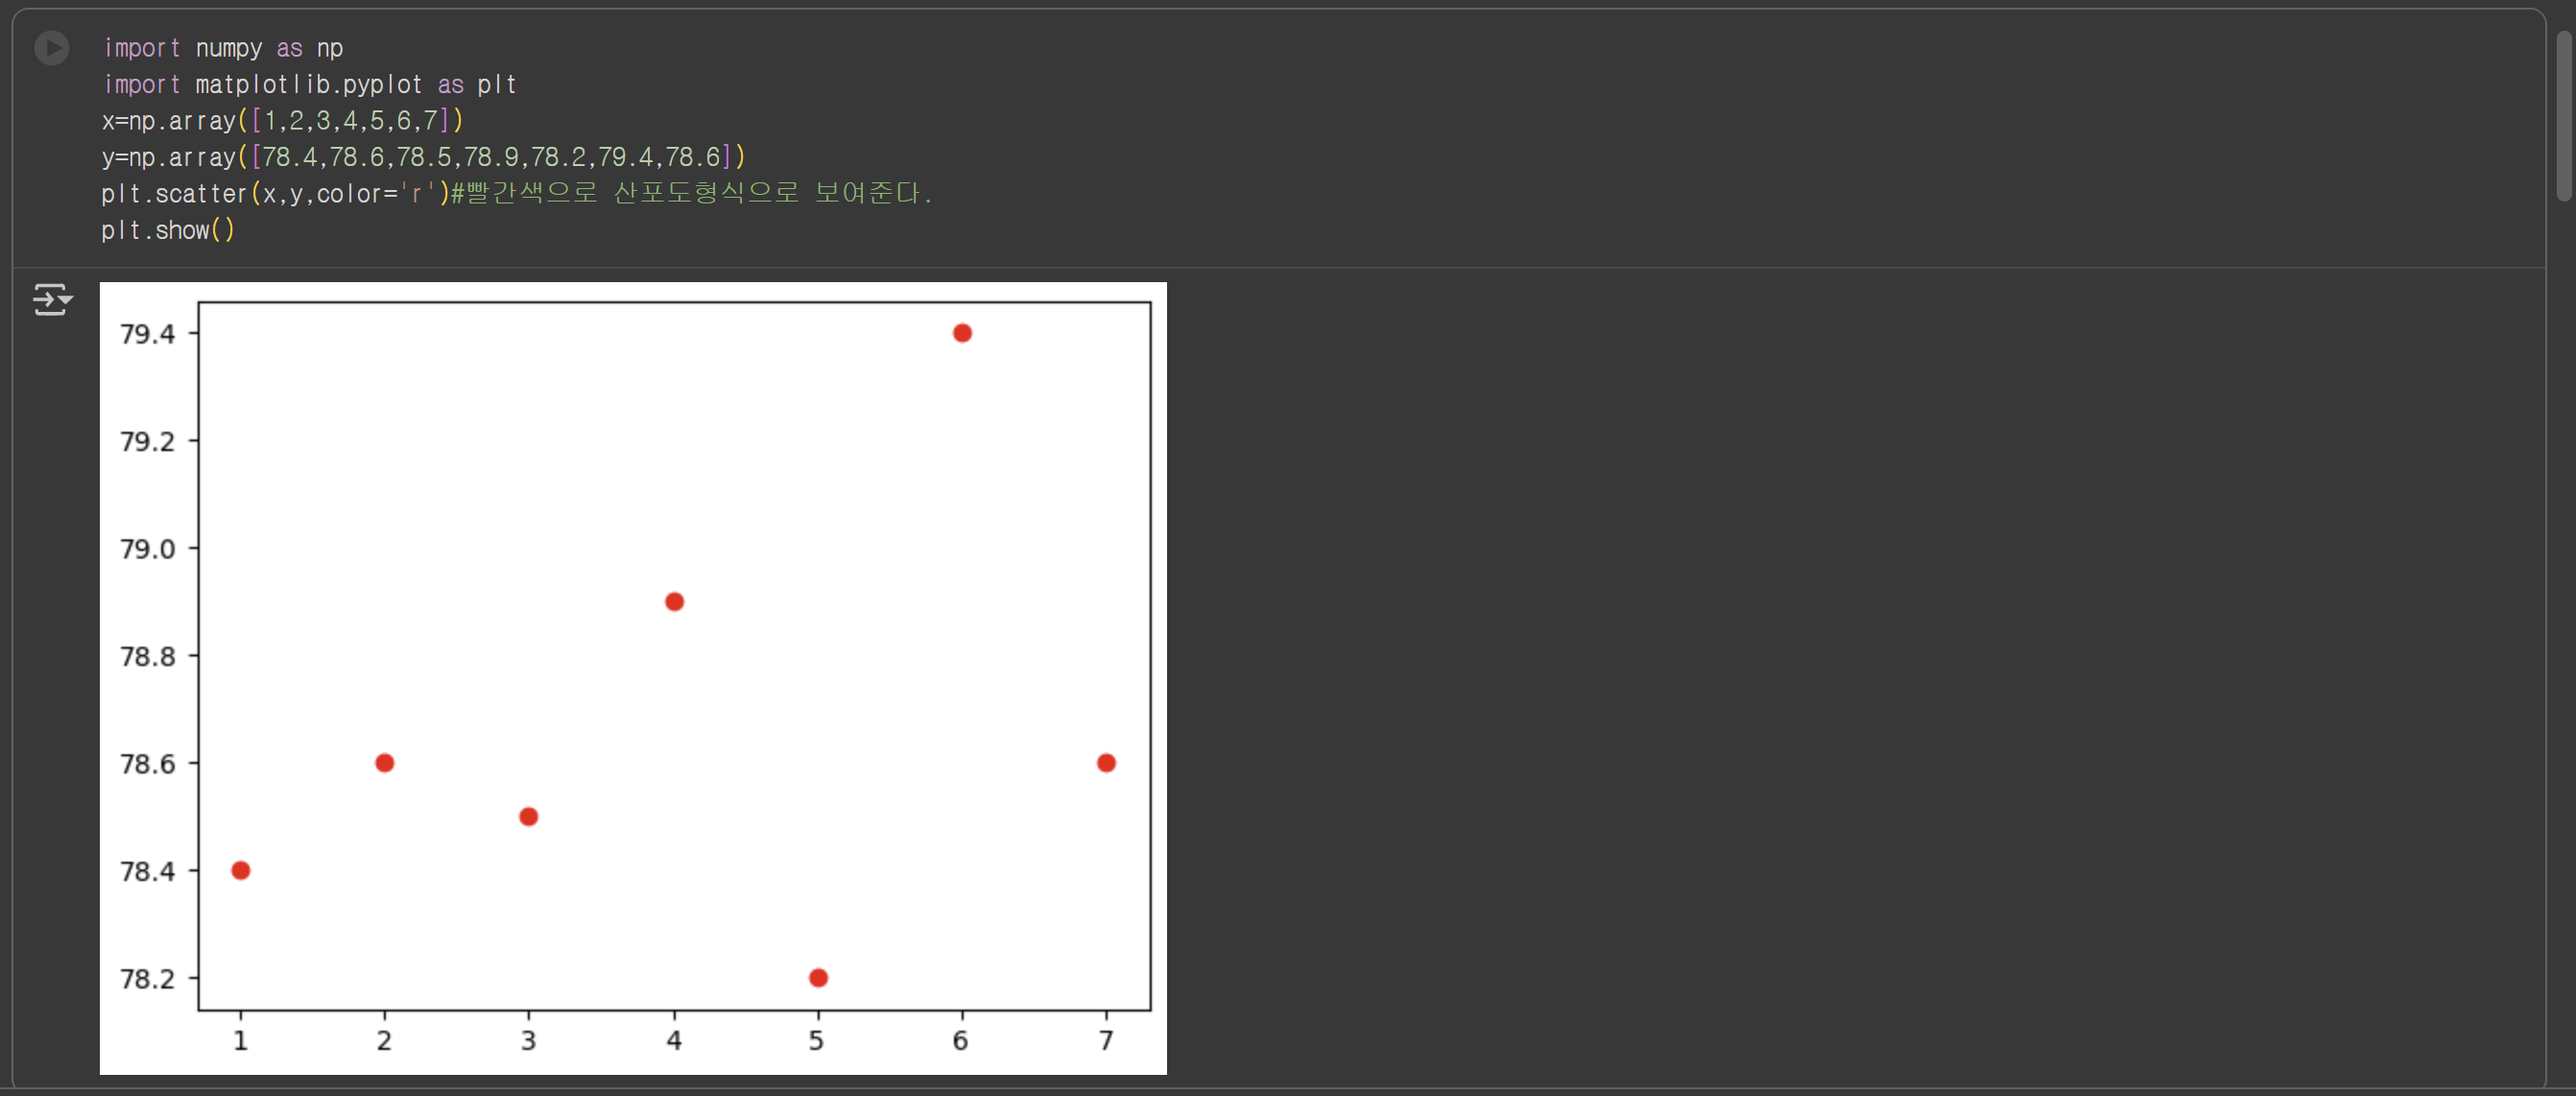 import numpy as np
import matplotlib.pyplot as plt
x=np.array([1,2,3,4,5,6,7])
y=np.array([78.4,78.6,78.5,78.9,78.2,79.4,78.6])
plt.scatter(x,y,color='r')#빨간색으로 산포도형식으로 보여준다.
plt.show()
79.4
79.2
79.0
78.8
78.6
78.4
78.2
1 2 3 4 5 6 7